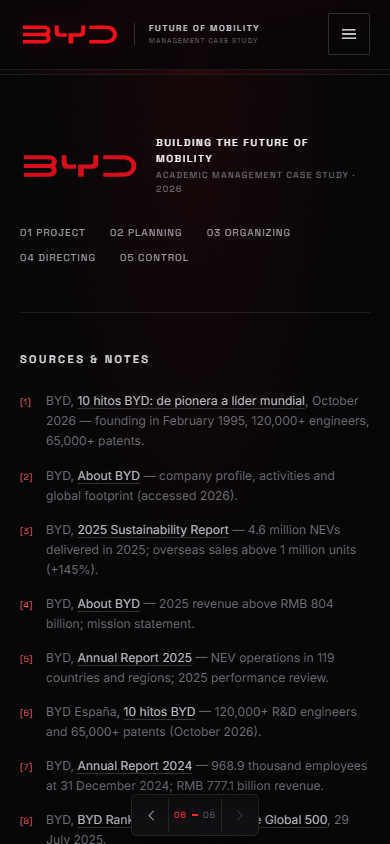 BYD
FUTURE OF MOBILITY
MANAGEMENT CASE STUDY
BYD
BUILDING THE FUTURE OF
MOBILITY
ACADEMIC MANAGEMENT CASE STUDY ·
2026
01 PROJECT 02 PLANNING 03 ORGANIZING
04 DIRECTING 05 CONTROL
SOURCES & NOTES
[1] BYD, 10 hitos BYD: de pionera a líder mundial, October
2026 — founding in February 1995, 120,000+ engineers,
65,000+ patents.
[2] BYD, About BYD — company profile, activities and
global footprint (accessed 2026).
[3] BYD, 2025 Sustainability Report — 4.6 million NEVs
delivered in 2025; overseas sales above 1 million units
(+145%).
[4] BYD, About BYD — 2025 revenue above RMB 804
billion; mission statement.
[5] BYD, Annual Report 2025 — NEV operations in 119
countries and regions; 2025 performance review.
[6] BYD España, 10 hitos BYD — 120,000+ R&D engineers
and 65,000+ patents (October 2026).
[7] BYD, Annual Report 2024 — 968.9 thousand employees
at 31 December 2024; RMB 777.1 billion revenue.
[8] BYD, BYD Rank Global 500, 29
July 2025.
06 06